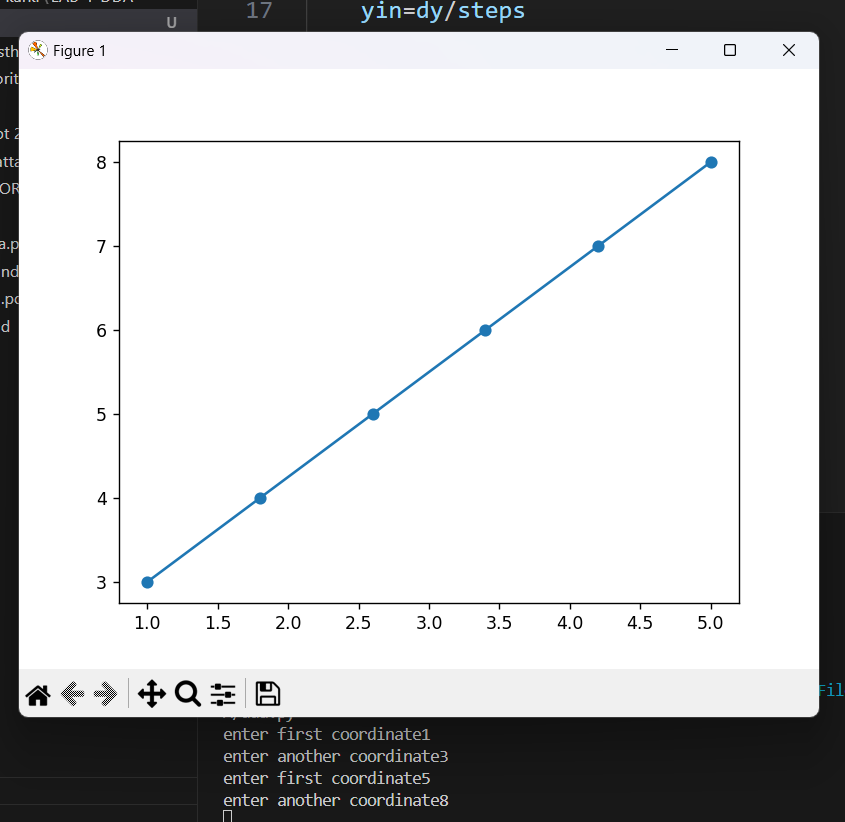 U
17 yin=dy/steps
Figure 1
8
7
6
5
4
3
1.0 1.5 2.0 2.5 3.0 3.5 4.0 4.5 5.0
enter first coordinate1
enter another coordinate3
enter first coordinate5
enter another coordinate8